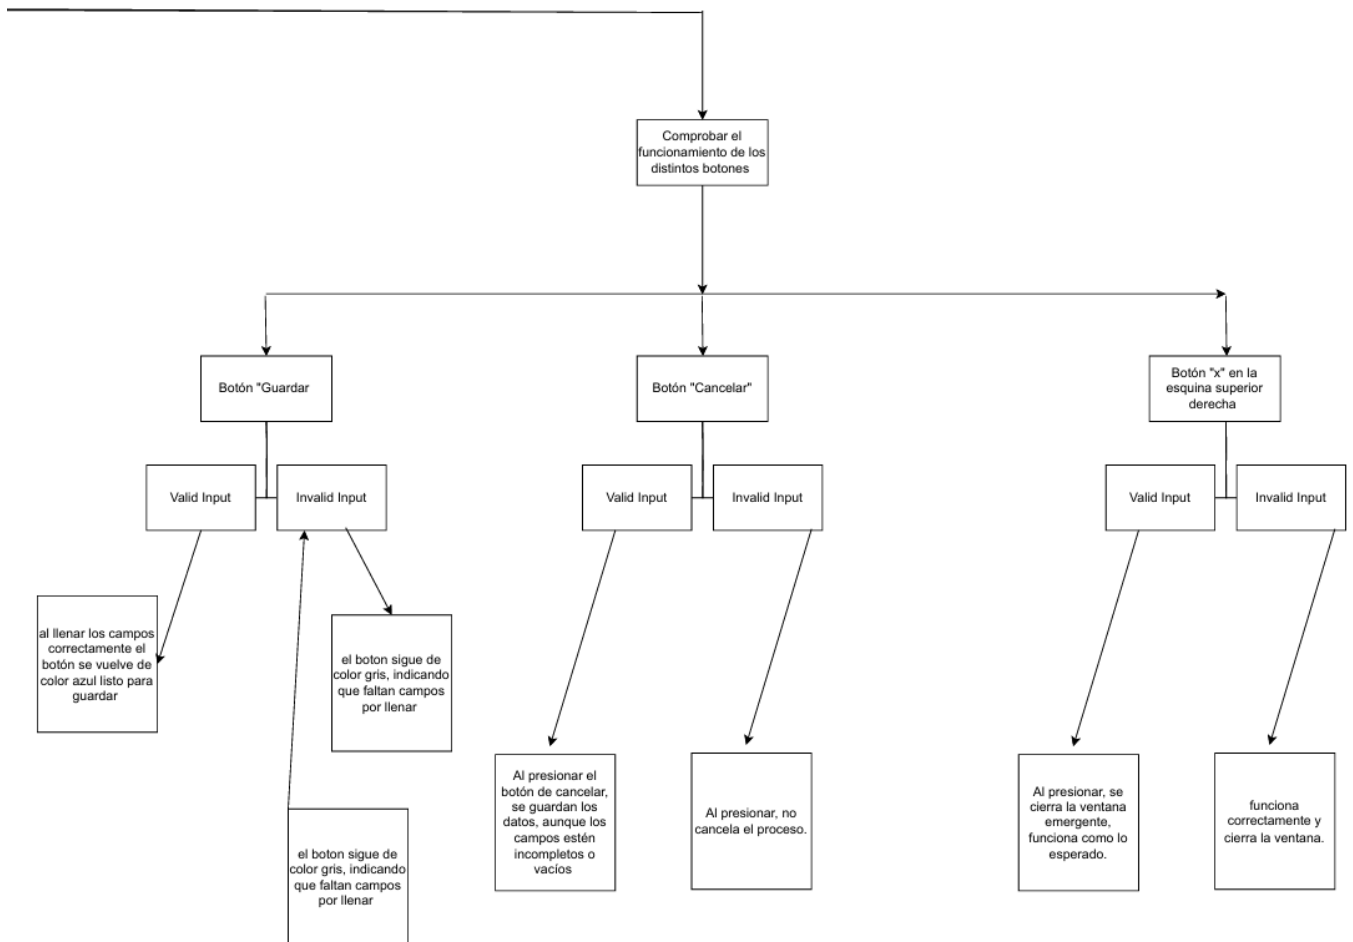 Comprobar el
funcionamiento de los
distintos botones
Botón "Guardar
Botón "Cancelar"
Botón "x" en la
esquina superior
derecha
Valid Input
Invalid Input
Valid Input
Invalid Input
Valid Input
Invalid Input
al llenar los campos
correctamente el
botón se vuelve de
color azul listo para
guardar
el boton sigue de
color gris, indicando
que faltan campos
por llenar
el boton sigue de
color gris, indicando
que faltan campos
por llenar
Al presionar el
botón de cancelar,
se guardan los
datos, aunque los
campos estén
incompletos o
vacíos
Al presionar, no
cancela el proceso.
Al presionar, se
cierra la ventana
emergente,
funciona como lo
esperado.
funciona
correctamente y
cierra la ventana.